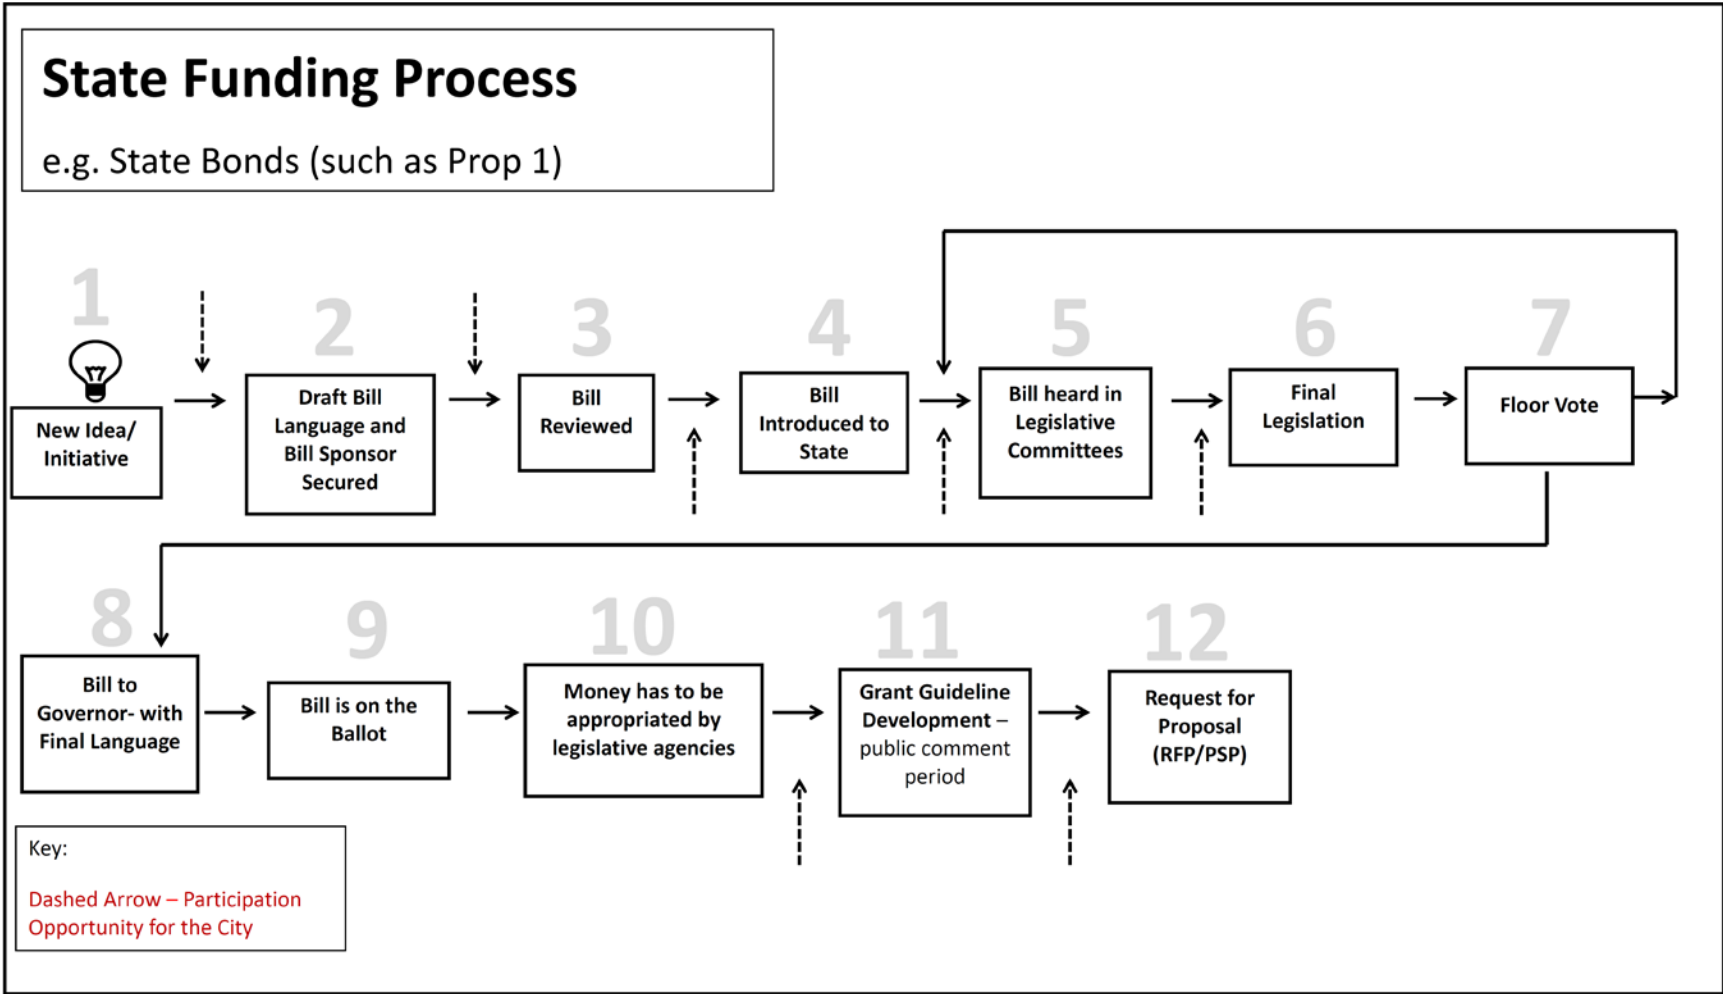 State Funding Process
e.g. State Bonds (such as Prop 1)
1
New Idea/
Initiative
2
Draft Bill
Language and
Bill Sponsor
Secured
3
Bill
Reviewed
4
Bill
Introduced to
State
5
Bill heard in
Legislative
Committees
6
Final
Legislation
7
Floor Vote
8
Bill to
Governor- with
Final Language
9
Bill is on the
Ballot
10
Money has to be
appropriated by
legislative agencies
11
Grant Guideline
Development –
public comment
period
12
Request for
Proposal
(RFP/PSP)
Key:
Dashed Arrow – Participation
Opportunity for the City